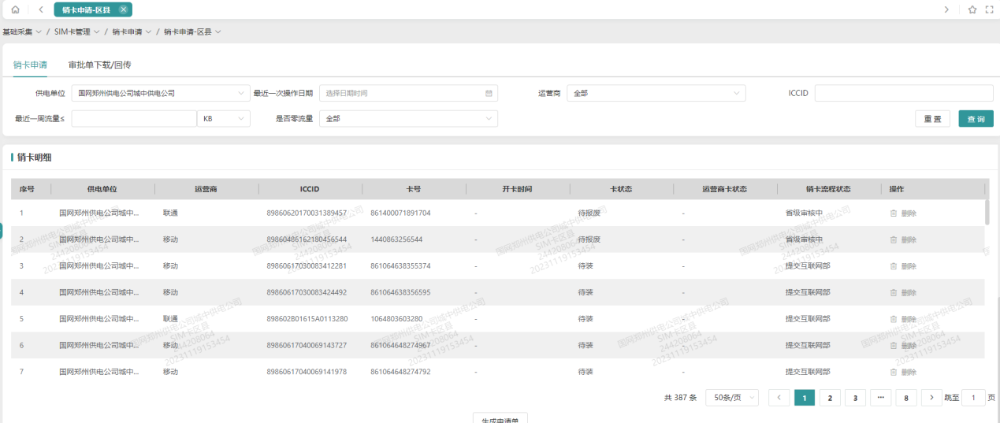 销卡申请-区县
基础采集 / SIM卡管理 / 销卡申请 / 销卡申请-区县
销卡申请 审批单下载/回传
供电单位 国网郑州供电公司城中供电公司 最近一次操作日期 选择日期时间 运营商 全部 ICCID
最近一周流量≤ KB 是否零流量 全部 重 置 查 询
销卡明细
序号 供电单位 运营商 ICCID 卡号 开卡时间 卡状态 运营商卡状态 销卡流程状态 操作
1 国网郑州供电公司城中... 联通 89860620170031389457 861400071891704 - 待报废 - 省级审核中 删除
2 国网郑州供电公司城中... 移动 89860486162180456544 1440863256544 - 待报废 - 省级审核中 删除
3 国网郑州供电公司城中... 移动 89860617030083412281 861064638355374 - 待装 - 提交互联网部 删除
4 国网郑州供电公司城中... 移动 89860617030083424492 861064638356595 - 待装 - 提交互联网部 删除
5 国网郑州供电公司城中... 联通 898602B01615A0113280 1064803603280 - 待装 - 提交互联网部 删除
6 国网郑州供电公司城中... 移动 89860617040069143727 861064648274967 - 待装 - 提交互联网部 删除
7 国网郑州供电公司城中... 移动 89860617040069141978 861064648274792 - 待装 - 提交互联网部 删除
国网郑州供电公司城中供电公司
SIM卡区县
244208064
20231119153454
共 387 条 50条/页 1 2 3 ··· 8 跳至 1 页
生成申请单